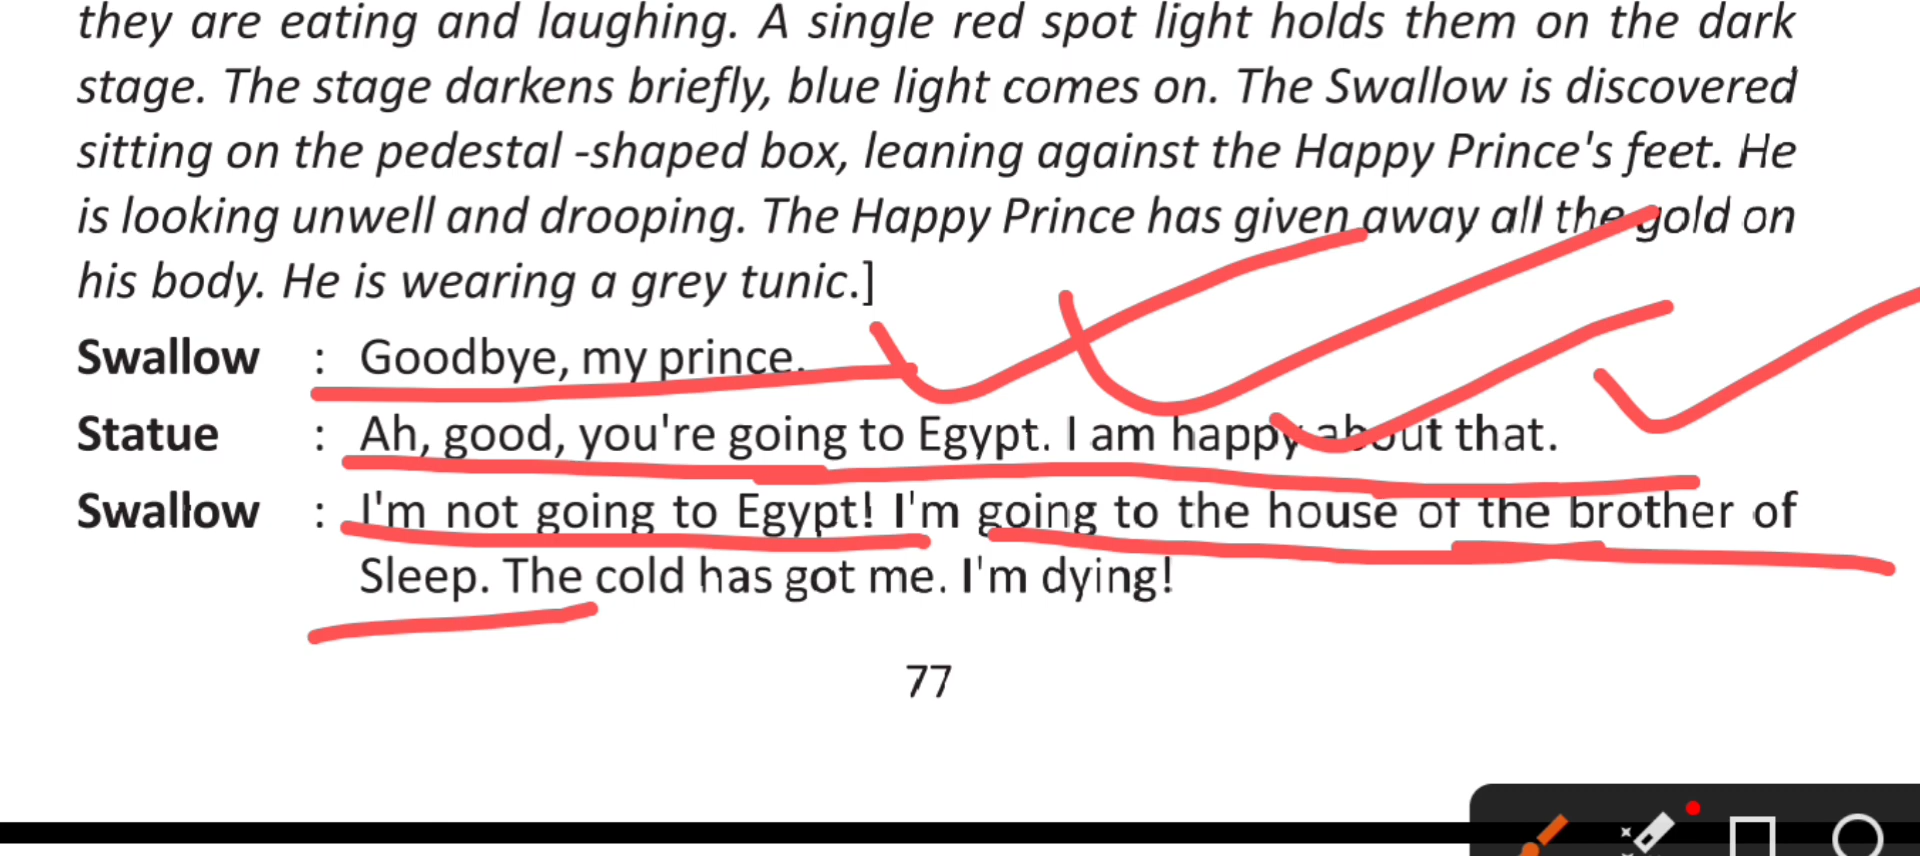 they are eating and laughing. A single red spot light holds them on the dark
stage. The stage darkens briefly, blue light comes on. The Swallow is discovered
sitting on the pedestal -shaped box, leaning against the Happy Prince's feet. He
is looking unwell and drooping. The Happy Prince has given away all the gold on
his body. He is wearing a grey tunic.]
Swallow : Goodbye, my prince.
Statue : Ah, good, you're going to Egypt. I am happy about that.
Swallow : I'm not going to Egypt! I'm going to the house of the brother of
Sleep. The cold has got me. I'm dying!
77